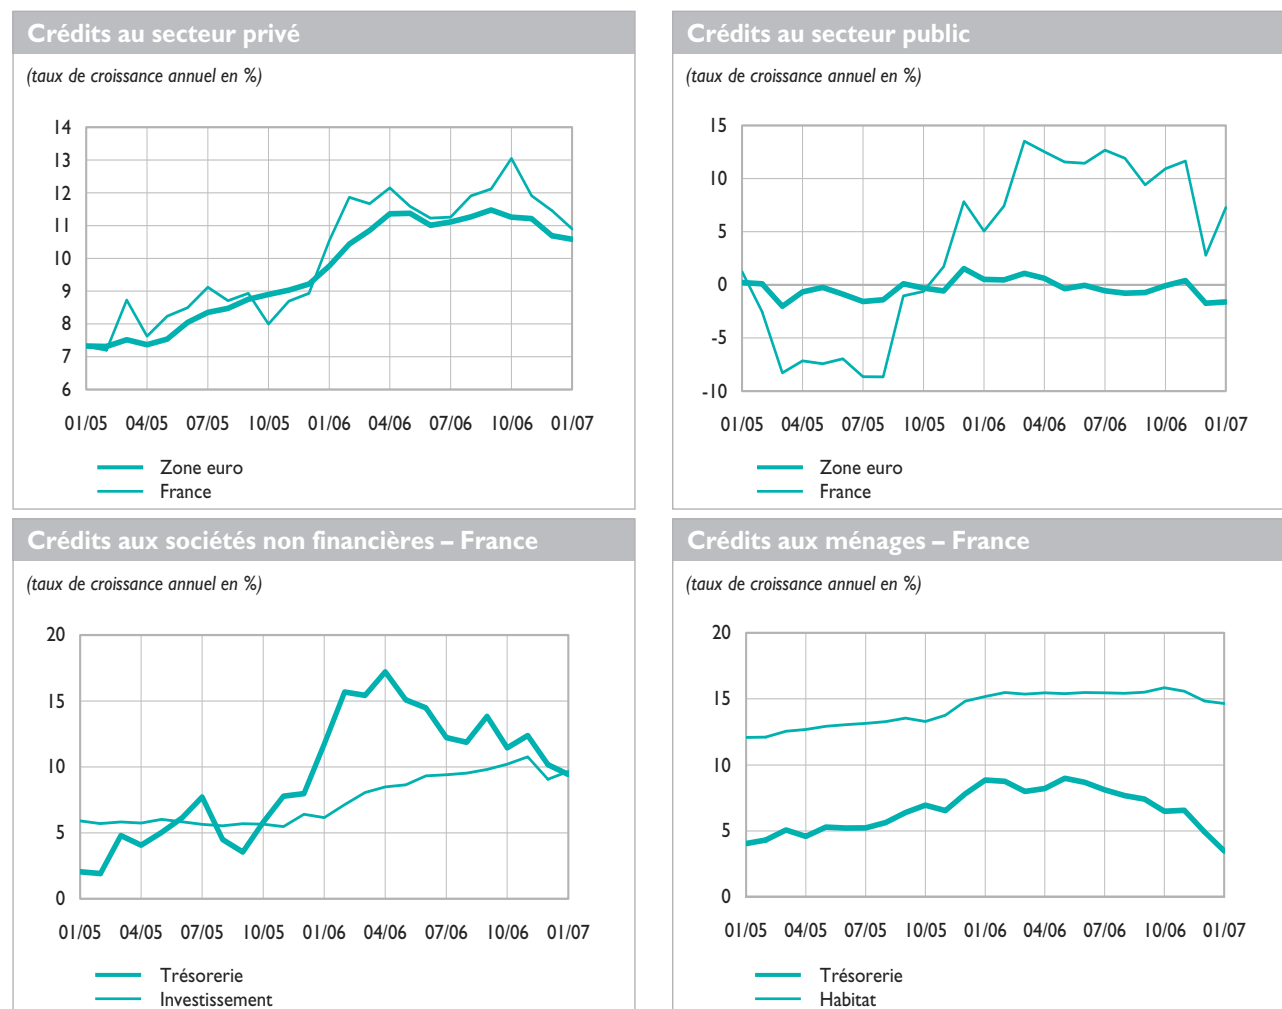 Crédits au secteur privé
(taux de croissance annuel en %)
14
13
12
11
10
9
8
7
6
01/05 04/05 07/05 10/05 01/06 04/06 07/06 10/06 01/07
Zone euro
France
Crédits au secteur public
(taux de croissance annuel en %)
15
10
5
0
-5
-10
01/05 04/05 07/05 10/05 01/06 04/06 07/06 10/06 01/07
Zone euro
France
Crédits aux sociétés non financières – France
(taux de croissance annuel en %)
20
15
10
5
0
01/05 04/05 07/05 10/05 01/06 04/06 07/06 10/06 01/07
Trésorerie
Investissement
Crédits aux ménages – France
(taux de croissance annuel en %)
20
15
10
5
0
01/05 04/05 07/05 10/05 01/06 04/06 07/06 10/06 01/07
Trésorerie
Habitat